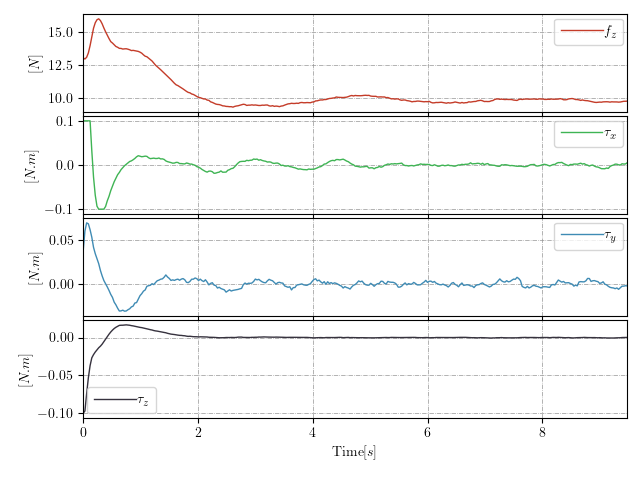 15.0
12.5
10.0
[N]
f_z
0.1
0.0
−0.1
[N.m]
τ_x
0.05
0.00
[N.m]
τ_y
0.00
−0.05
−0.10
[N.m]
τ_z
0 2 4 6 8
Time[s]